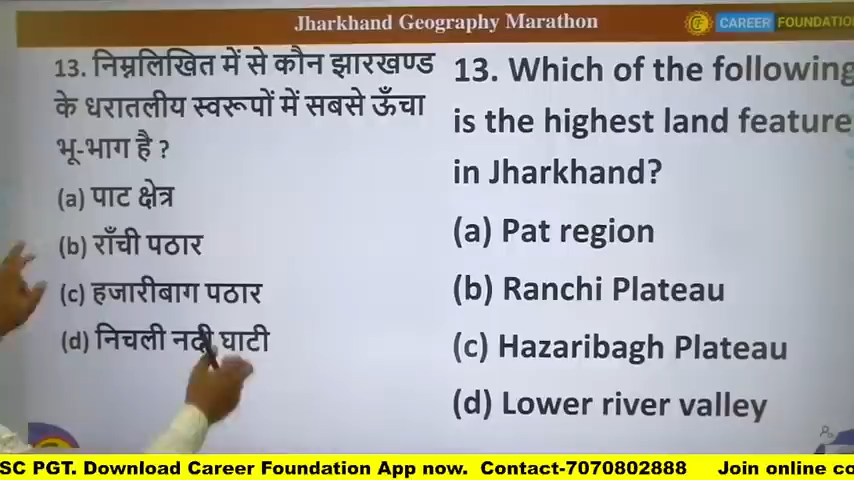 Jharkhand Geography Marathon
CAREER FOUNDATIO
13. निम्नलिखित में से कौन झारखण्ड
के धरातलीय स्वरूपों में सबसे ऊँचा
भू-भाग है ?
(a) पाट क्षेत्र
(b) राँची पठार
(c) हजारीबाग पठार
(d) निचली नदी घाटी
13. Which of the following
is the highest land feature
in Jharkhand?
(a) Pat region
(b) Ranchi Plateau
(c) Hazaribagh Plateau
(d) Lower river valley
SC PGT. Download Career Foundation App now. Contact-7070802888 Join online co